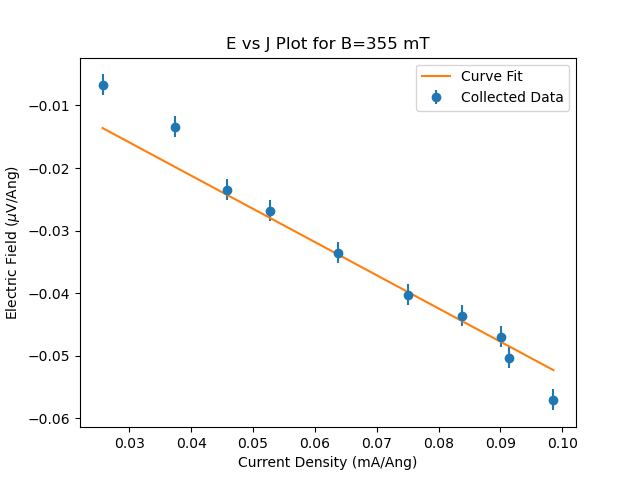 E vs J Plot for B=355 mT
Curve Fit
Collected Data
−0.01
−0.02
−0.03
−0.04
−0.05
−0.06
Electric Field (μV/Ang)
0.03 0.04 0.05 0.06 0.07 0.08 0.09 0.10
Current Density (mA/Ang)